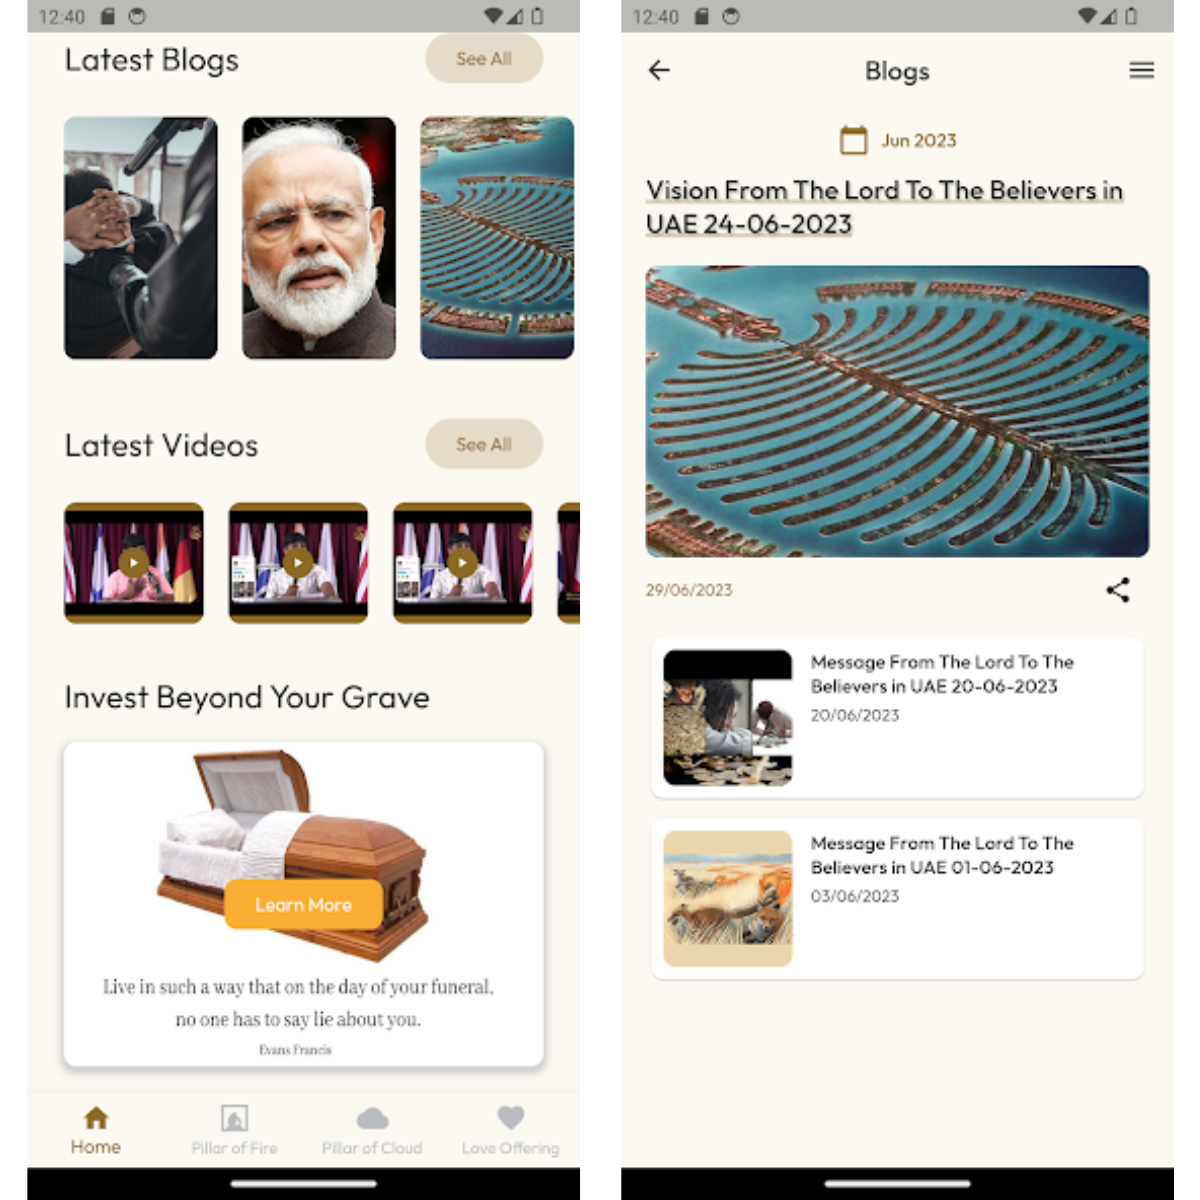 12:40
Latest Blogs
See All
Latest Videos
See All
Invest Beyond Your Grave
Learn More
Live in such a way that on the day of your funeral,
no one has to say lie about you.
Evans Francis
Home
Pillar of Fire
Pillar of Cloud
Love Offering
12:40
Blogs
Jun 2023
Vision From The Lord To The Believers in
UAE 24-06-2023
29/06/2023
Message From The Lord To The
Believers in UAE 20-06-2023
20/06/2023
Message From The Lord To The
Believers in UAE 01-06-2023
03/06/2023